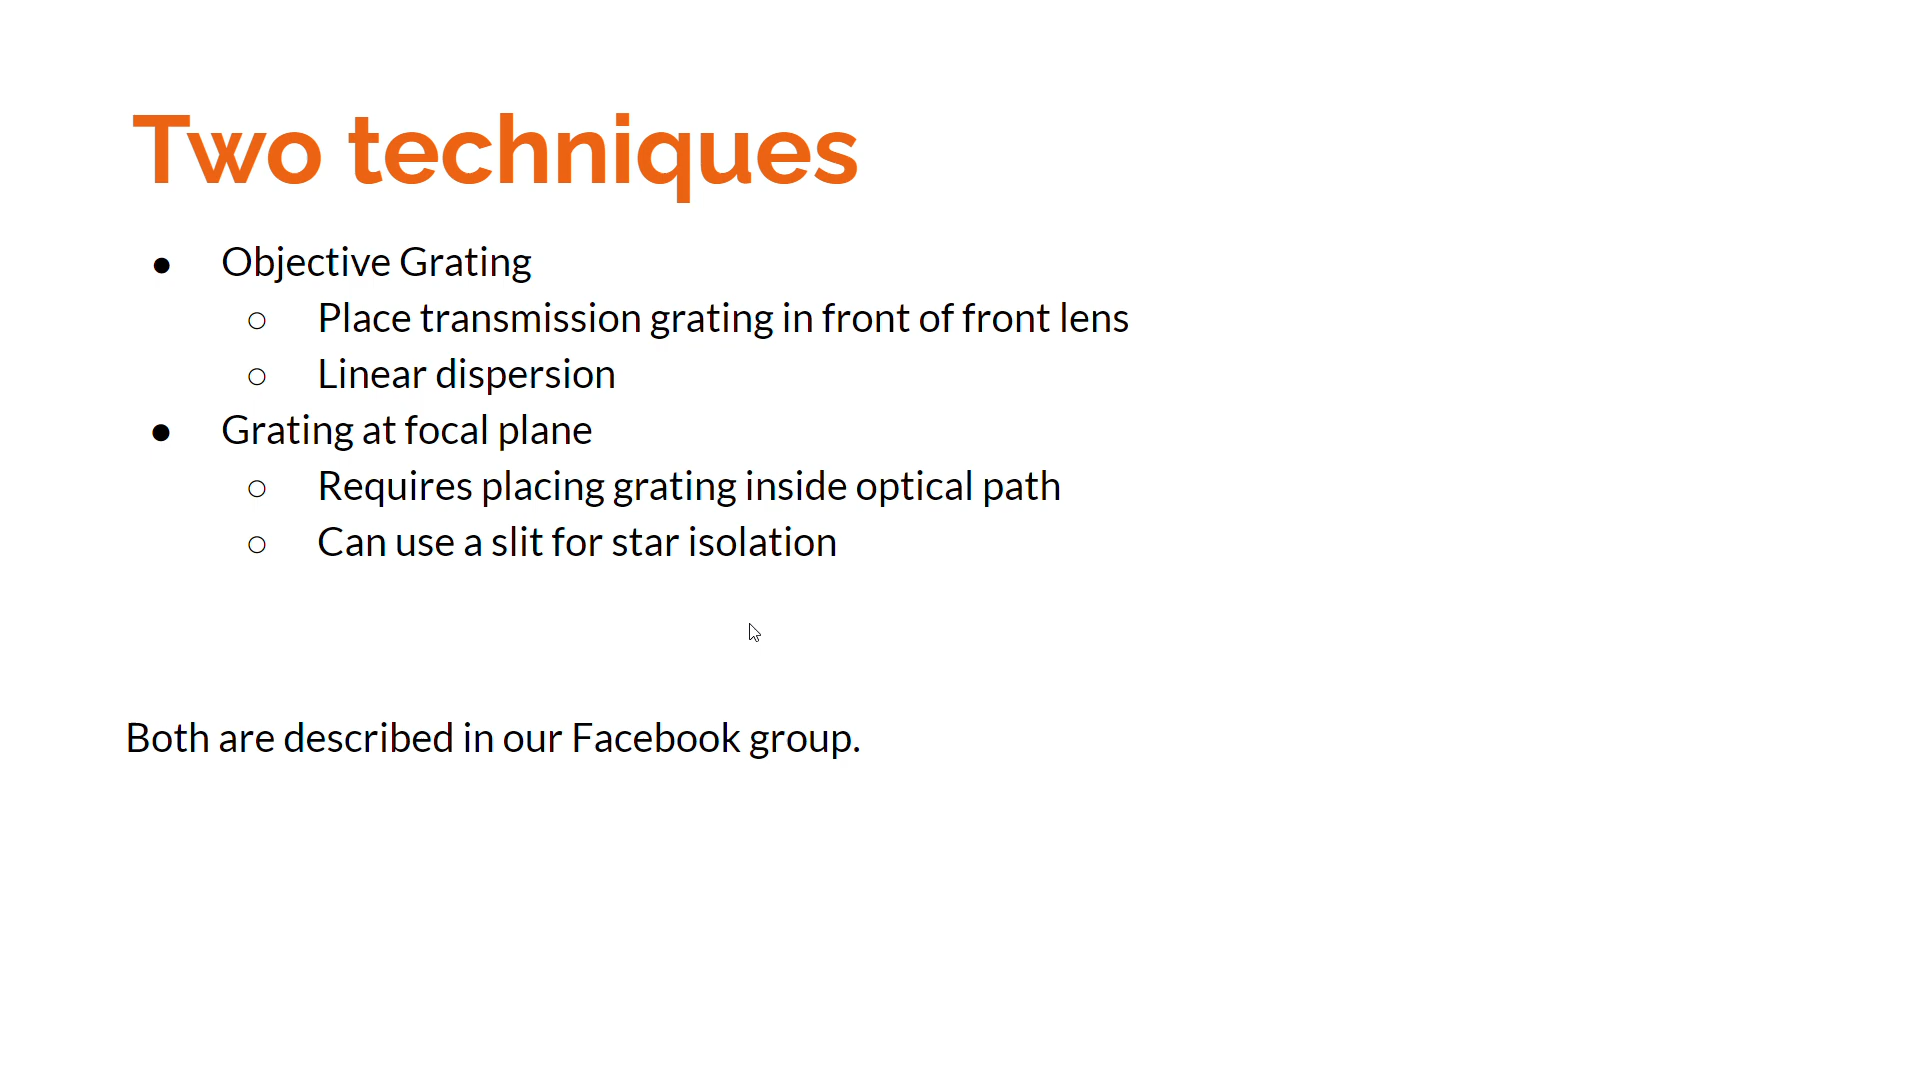 Two techniques
● Objective Grating
○ Place transmission grating in front of front lens
○ Linear dispersion
● Grating at focal plane
○ Requires placing grating inside optical path
○ Can use a slit for star isolation
Both are described in our Facebook group.